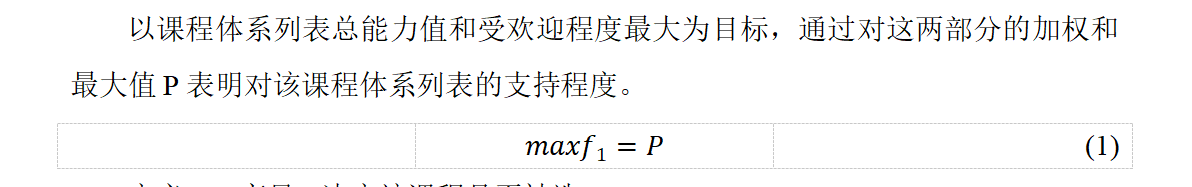 以课程体系列表总能力值和受欢迎程度最大为目标，通过对这两部分的加权和
最大值 P 表明对该课程体系列表的支持程度。
maxf₁ = P (1)